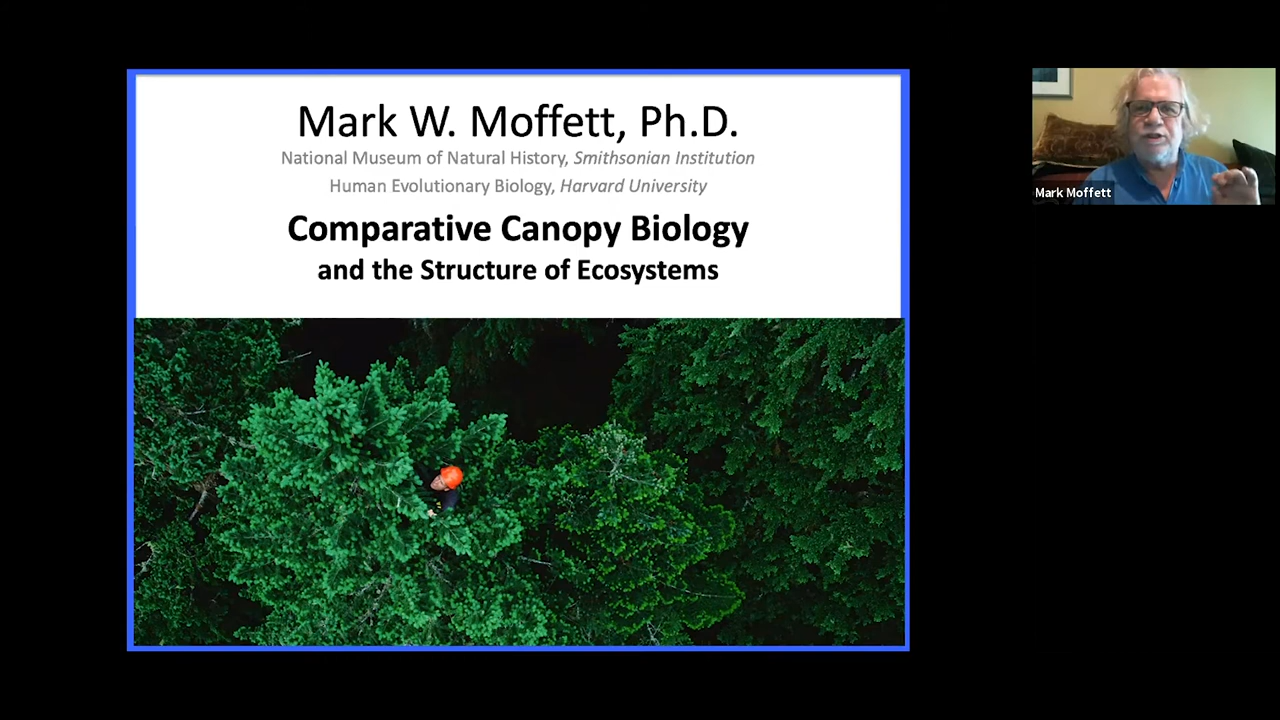 Mark W. Moffett, Ph.D.
National Museum of Natural History, Smithsonian Institution
Human Evolutionary Biology, Harvard University
Comparative Canopy Biology
and the Structure of Ecosystems
Mark Moffett